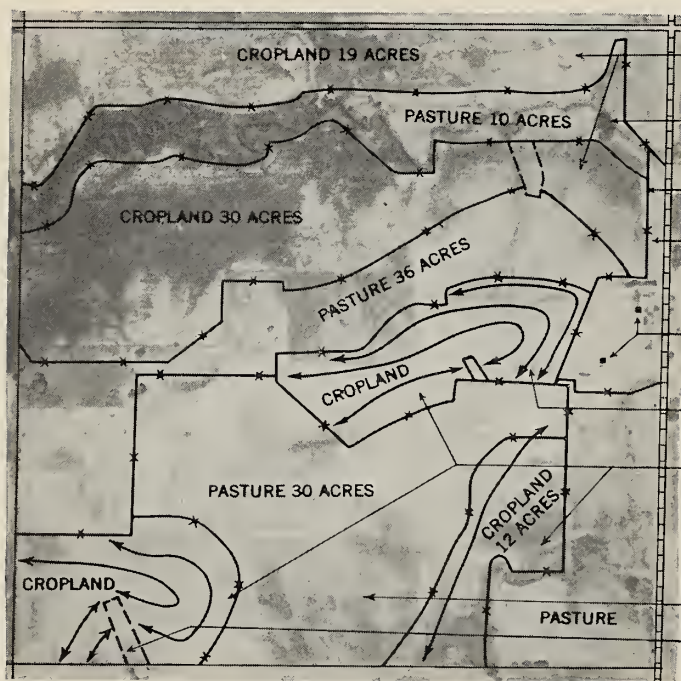 CROPLAND 19 ACRES
PASTURE 10 ACRES
CROPLAND 30 ACRES
PASTURE 36 ACRES
CROPLAND
PASTURE 30 ACRES
CROPLAND
12 ACRES
CROPLAND
PASTURE